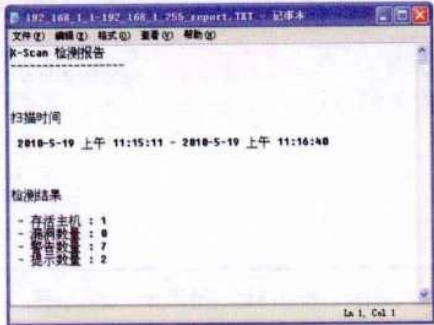 192_168_1_1-192_168_1_255_report.TXT - 记事本
文件(F) 编辑(E) 格式(O) 查看(V) 帮助(H)
X-Scan 检测报告
------------------
扫描时间
2010-5-19 上午 11:15:11 - 2010-5-19 上午 11:16:40
检测结果
- 存活主机 : 1
- 漏洞数量 : 0
- 警告数量 : 7
- 提示数量 : 2
Ln 1, Col 1